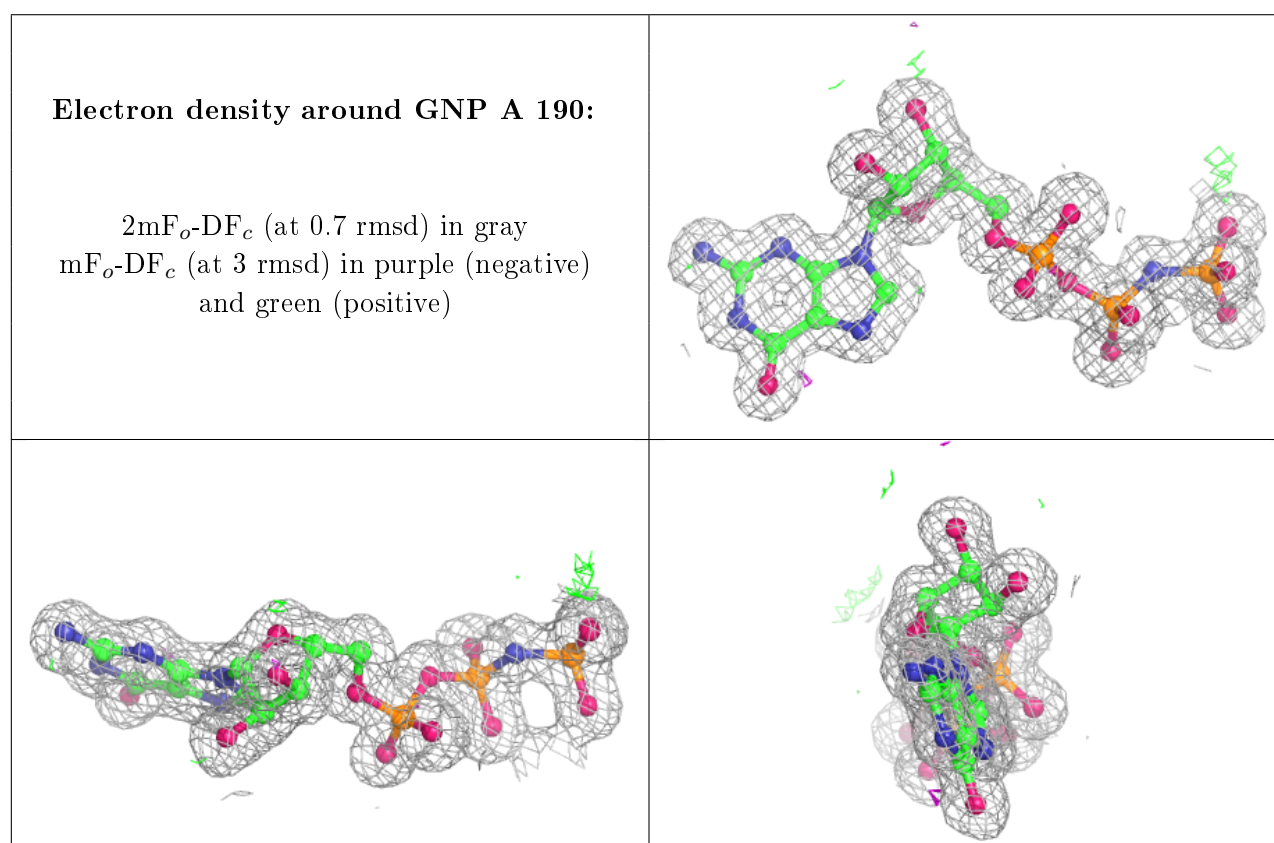 Electron density around GNP A 190:
2mFₒ-DF𝒸 (at 0.7 rmsd) in gray
mFₒ-DF𝒸 (at 3 rmsd) in purple (negative)
and green (positive)